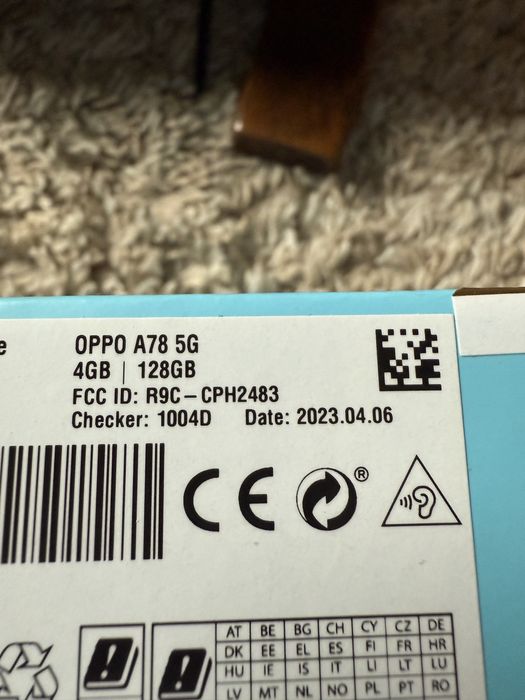 e
OPPO A78 5G
4GB | 128GB
FCC ID: R9C-CPH2483
Checker: 1004D Date: 2023.04.06
CE
®
AT BE BG CH CY CZ DE
DK EE EL ES FI FR HR
HU IE IS IT LI LT LU
LV MT NL NO PL PT RO